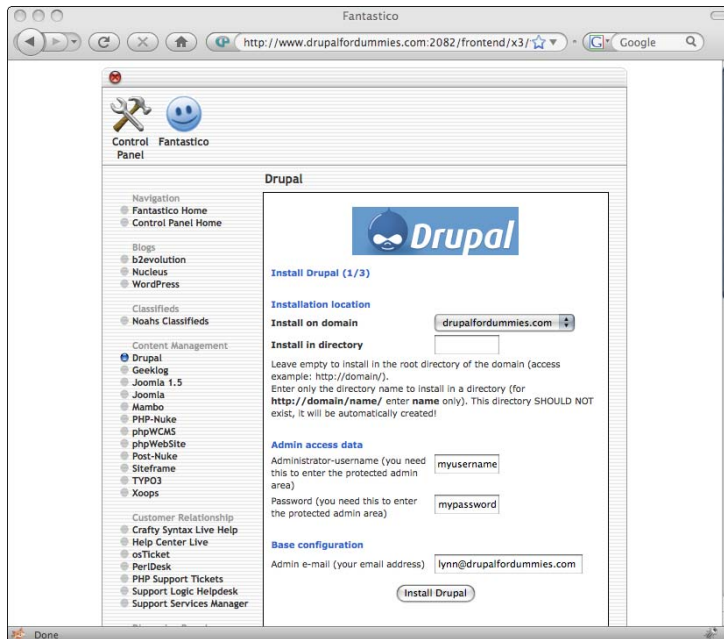 Fantastico
http://www.drupalfordummies.com:2082/frontend/x3/
Google
Control Panel
Fantastico
Drupal
Navigation
Fantastico Home
Control Panel Home
Blogs
b2evolution
Nucleus
WordPress
Classifieds
Noahs Classifieds
Content Management
Drupal
Geeklog
Joomla 1.5
Joomla
Mambo
PHP-Nuke
phpWCMS
phpWebSite
Post-Nuke
Siteframe
TYPO3
Xoops
Customer Relationship
Crafty Syntax Live Help
Help Center Live
osTicket
PerlDesk
PHP Support Tickets
Support Logic Helpdesk
Support Services Manager
Drupal
Install Drupal (1/3)
Installation location
Install on domain
drupalfordummies.com
Install in directory
Leave empty to install in the root directory of the domain (access
example: http://domain/).
Enter only the directory name to install in a directory (for
http://domain/name/ enter name only). This directory SHOULD NOT
exist, it will be automatically created!
Admin access data
Administrator-username (you need
this to enter the protected admin
area)
myusername
Password (you need this to enter
the protected admin area)
mypassword
Base configuration
Admin e-mail (your email address)
lynn@drupalfordummies.com
Install Drupal
Done